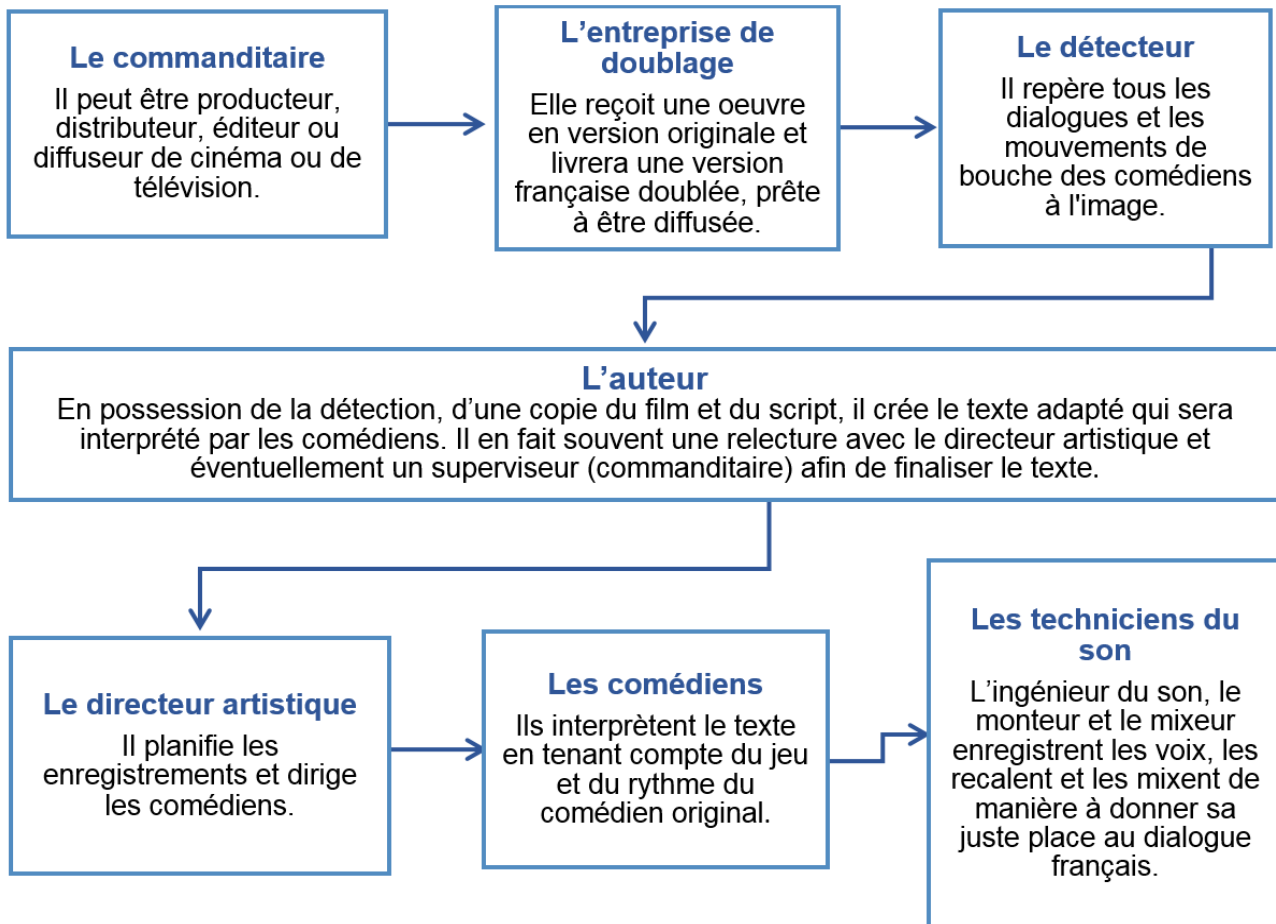 Le commanditaire
Il peut être producteur,
distributeur, éditeur ou
diffuseur de cinéma ou de
télévision.
L’entreprise de
doublage
Elle reçoit une oeuvre
en version originale et
livrera une version
française doublée, prête
à être diffusée.
Le détecteur
Il repère tous les
dialogues et les
mouvements de
bouche des comédiens
à l'image.
L’auteur
En possession de la détection, d’une copie du film et du script, il crée le texte adapté qui sera
interprété par les comédiens. Il en fait souvent une relecture avec le directeur artistique et
éventuellement un superviseur (commanditaire) afin de finaliser le texte.
Le directeur artistique
Il planifie les
enregistrements et dirige
les comédiens.
Les comédiens
Ils interprètent le texte
en tenant compte du jeu
et du rythme du
comédien original.
Les techniciens du
son
L’ingénieur du son, le
monteur et le mixeur
enregistrent les voix, les
recalent et les mixent de
manière à donner sa
juste place au dialogue
français.